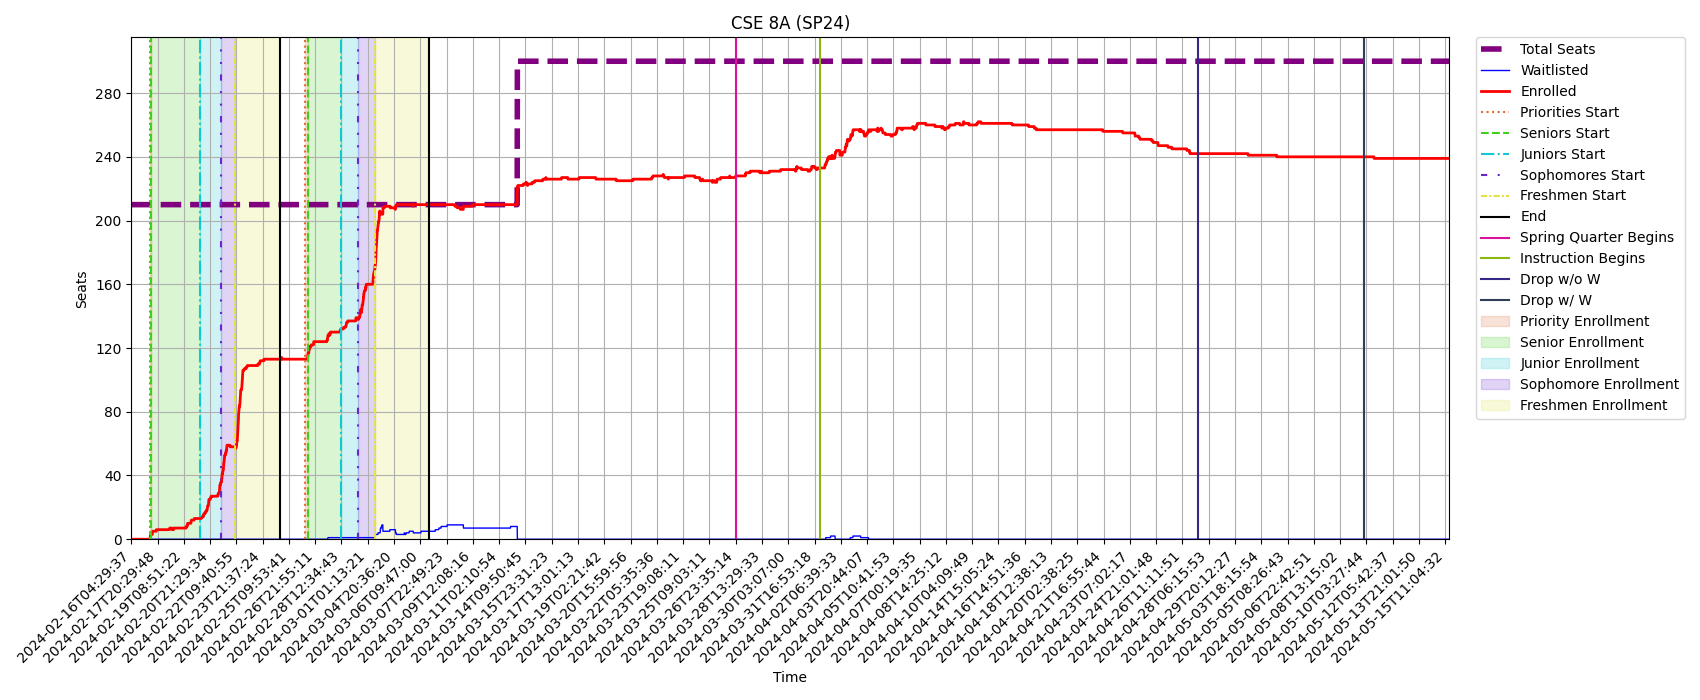 CSE 8A (SP24)
Seats
280
240
200
160
120
80
40
0
2024-02-16T04:29:37
2024-02-17T20:29:48
2024-02-19T08:51:22
2024-02-20T21:29:34
2024-02-22T09:40:55
2024-02-23T21:37:24
2024-02-25T09:53:41
2024-02-26T21:55:11
2024-02-28T12:34:43
2024-03-01T01:13:21
2024-03-04T20:36:20
2024-03-06T09:47:00
2024-03-07T22:49:23
2024-03-09T12:08:16
2024-03-11T02:10:54
2024-03-14T09:50:45
2024-03-15T23:31:23
2024-03-17T13:01:13
2024-03-19T02:21:42
2024-03-20T15:59:56
2024-03-22T05:35:36
2024-03-23T19:08:11
2024-03-25T09:03:11
2024-03-26T23:35:14
2024-03-28T13:29:33
2024-03-30T03:07:00
2024-03-31T16:53:18
2024-04-02T06:39:33
2024-04-03T20:44:07
2024-04-05T10:41:53
2024-04-07T00:19:35
2024-04-08T14:25:12
2024-04-10T04:09:49
2024-04-14T15:05:24
2024-04-16T14:51:36
2024-04-18T12:38:13
2024-04-20T02:38:25
2024-04-21T16:55:44
2024-04-23T07:02:17
2024-04-24T21:01:48
2024-04-26T11:11:51
2024-04-28T06:15:53
2024-04-29T20:12:27
2024-05-03T18:15:54
2024-05-05T08:26:43
2024-05-06T22:42:51
2024-05-08T13:15:02
2024-05-10T03:27:44
2024-05-12T05:42:37
2024-05-13T21:01:50
2024-05-15T11:04:32
Time
Total Seats
Waitlisted
Enrolled
Priorities Start
Seniors Start
Juniors Start
Sophomores Start
Freshmen Start
End
Spring Quarter Begins
Instruction Begins
Drop w/o W
Drop w/ W
Priority Enrollment
Senior Enrollment
Junior Enrollment
Sophomore Enrollment
Freshmen Enrollment